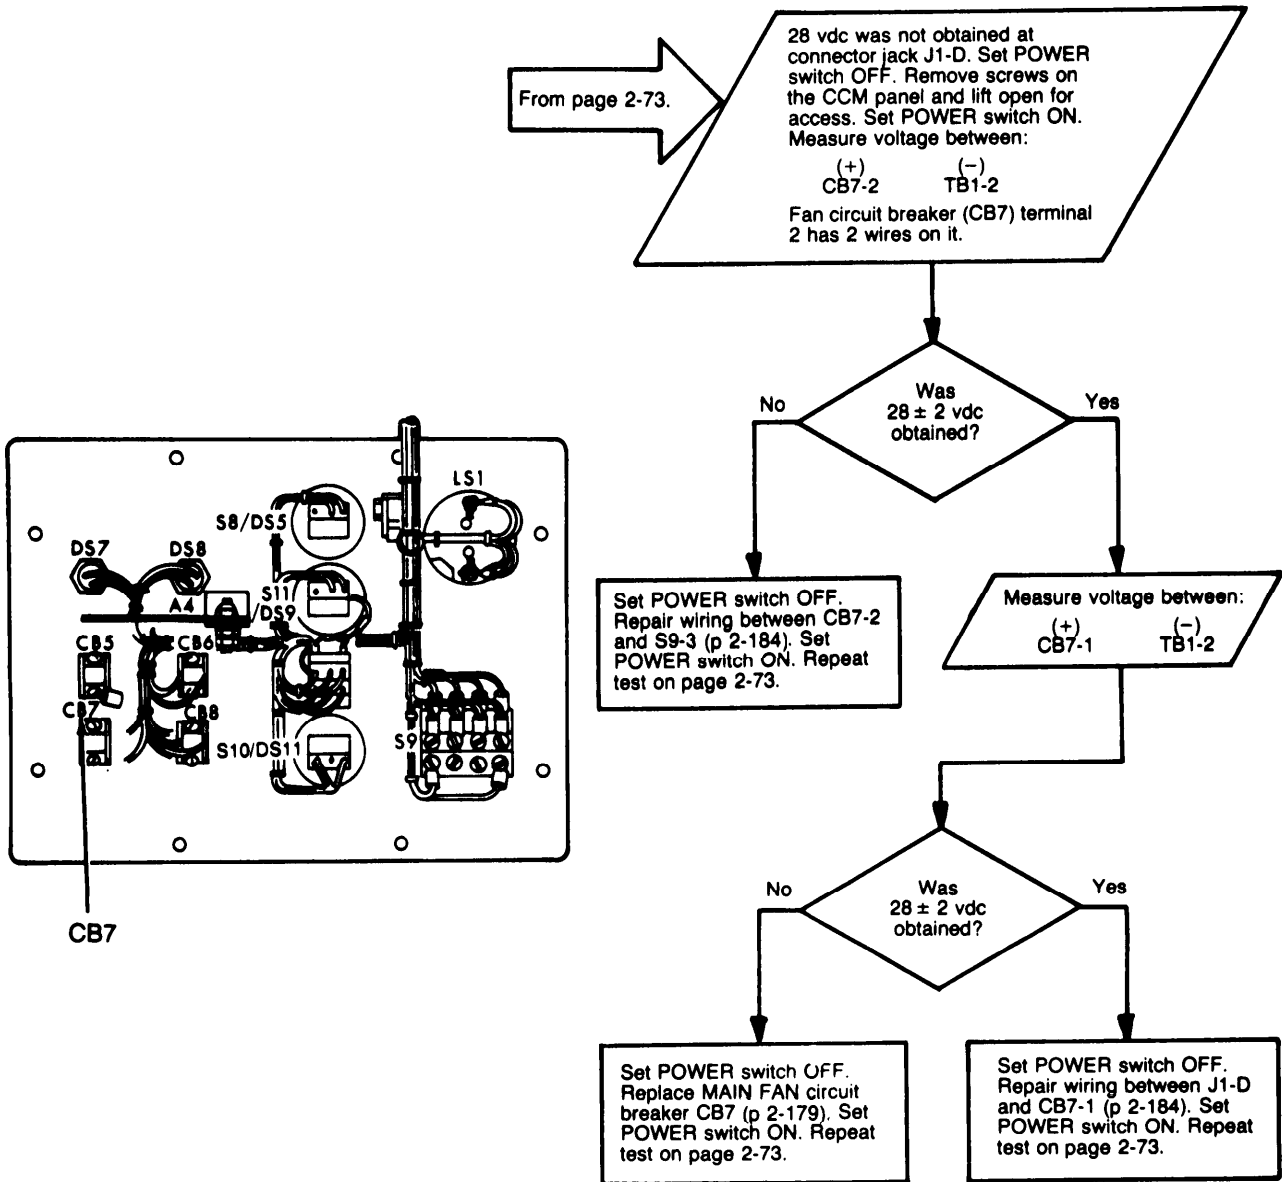 28 vdc was not obtained at
connector jack J1-D. Set POWER
switch OFF. Remove screws on
the CCM panel and lift open for
access. Set POWER switch ON.
Measure voltage between:
(+) (−)
CB7-2 TB1-2
Fan circuit breaker (CB7) terminal
2 has 2 wires on it.
From page 2-73.
Was
28 ± 2 vdc
obtained?
No
Yes
Set POWER switch OFF.
Repair wiring between CB7-2
and S9-3 (p 2-184). Set
POWER switch ON. Repeat
test on page 2-73.
Measure voltage between:
(+) (−)
CB7-1 TB1-2
Was
28 ± 2 vdc
obtained?
No
Yes
Set POWER switch OFF.
Replace MAIN FAN circuit
breaker CB7 (p 2-179). Set
POWER switch ON. Repeat
test on page 2-73.
Set POWER switch OFF.
Repair wiring between J1-D
and CB7-1 (p 2-184). Set
POWER switch ON. Repeat
test on page 2-73.
LS1
S8/DS5
DS7
DS8
S11/
/DS9
A4
CB5
CB6
CB7
CB8
S10/DS11
S9
CB7